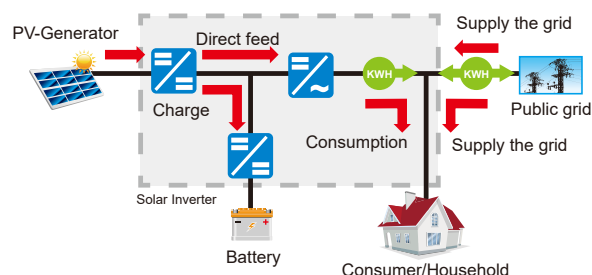 Supply the grid
PV-Generator
Direct feed
KWH
KWH
Public grid
Charge
Consumption
Supply the grid
Solar Inverter
Battery
Consumer/Household